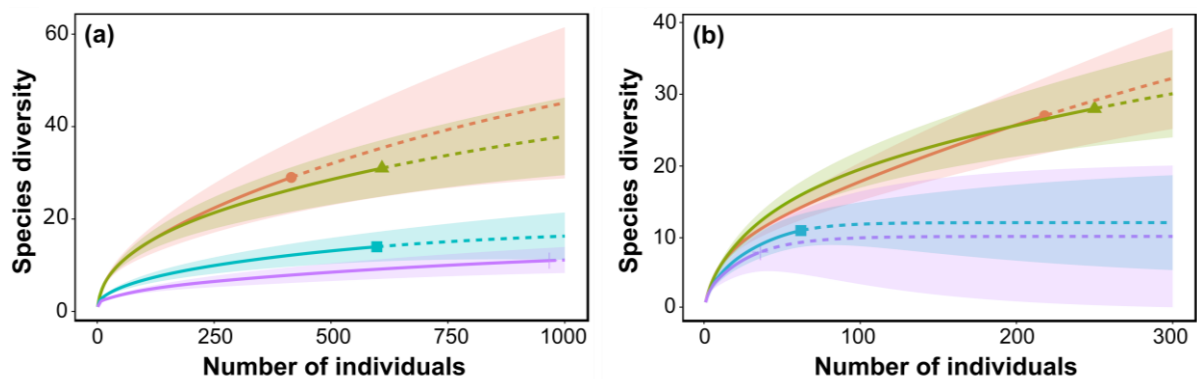 (a)
Species diversity
60
40
20
0
0 250 500 750 1000
Number of individuals
(b)
Species diversity
40
30
20
10
0
0 100 200 300
Number of individuals